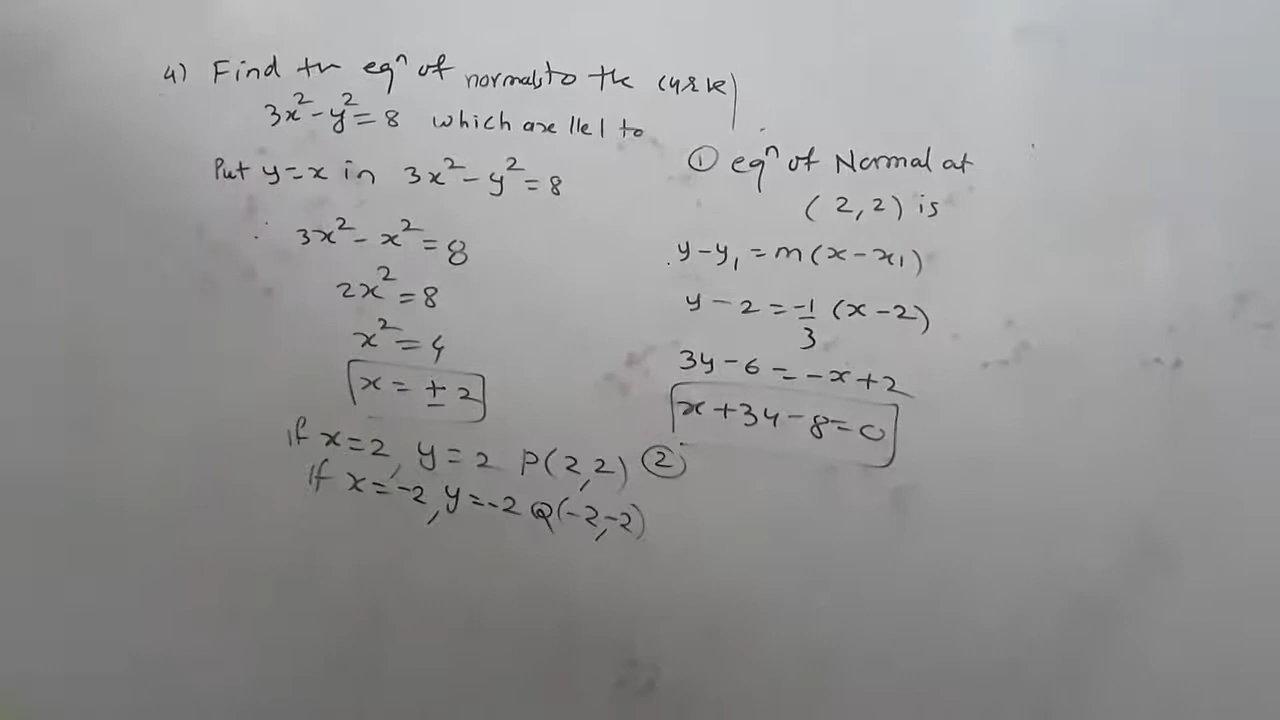 4) Find th eqⁿ of normals to the curve
3x² - y² = 8 which are llel to
Put y = x in 3x² - y² = 8
∴ 3x² - x² = 8
2x² = 8
x² = 4
x = ± 2
If x = 2, y = 2 P(2,2)
If x = -2, y = -2 Q(-2,-2)
① eqⁿ of Normal at
(2,2) is
y - y₁ = m(x - x₁)
y - 2 = -1/3 (x - 2)
3y - 6 = -x + 2
x + 3y - 8 = 0
②